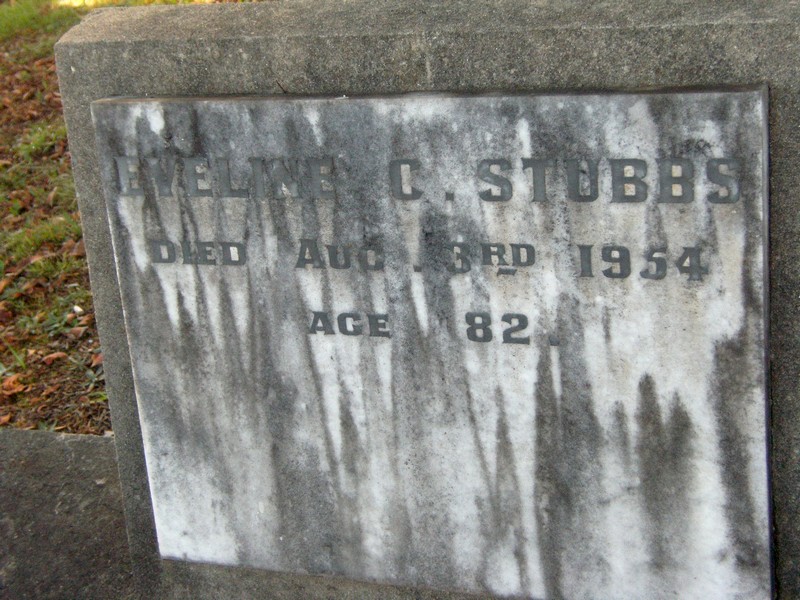 EVELINE C. STUBBS
DIED AUG. 3RD 1954
AGE 82.